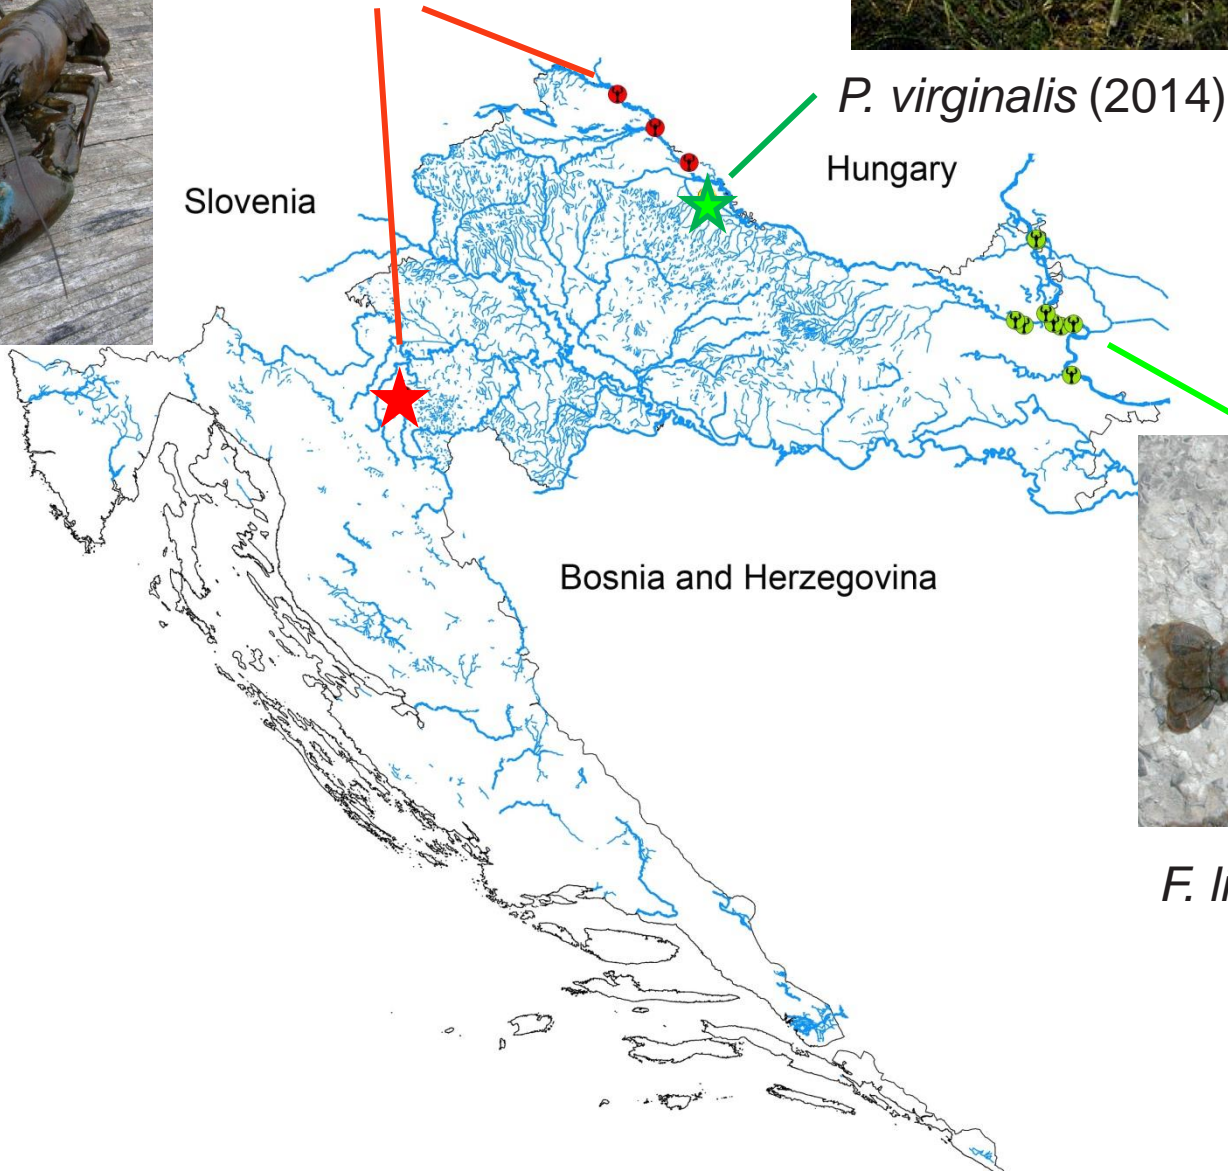 P. virginalis (2014)
Hungary
Slovenia
Bosnia and Herzegovina
F.